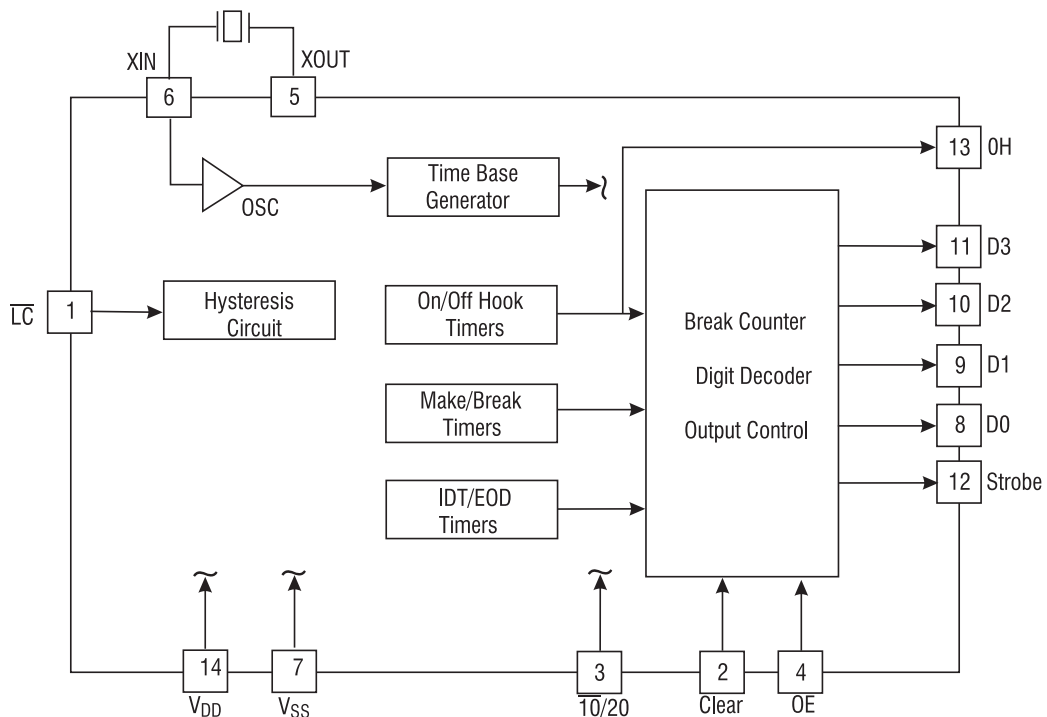 XIN
XOUT
6
5
13 OH
Time Base
Generator
OSC
11 D3
LC
1
Hysteresis
Circuit
On/Off Hook
Timers
Break Counter
10 D2
Digit Decoder
9 D1
Make/Break
Timers
Output Control
8 D0
12 Strobe
IDT/EOD
Timers
14
7
3
2
4
VDD
VSS
10/20
Clear
OE